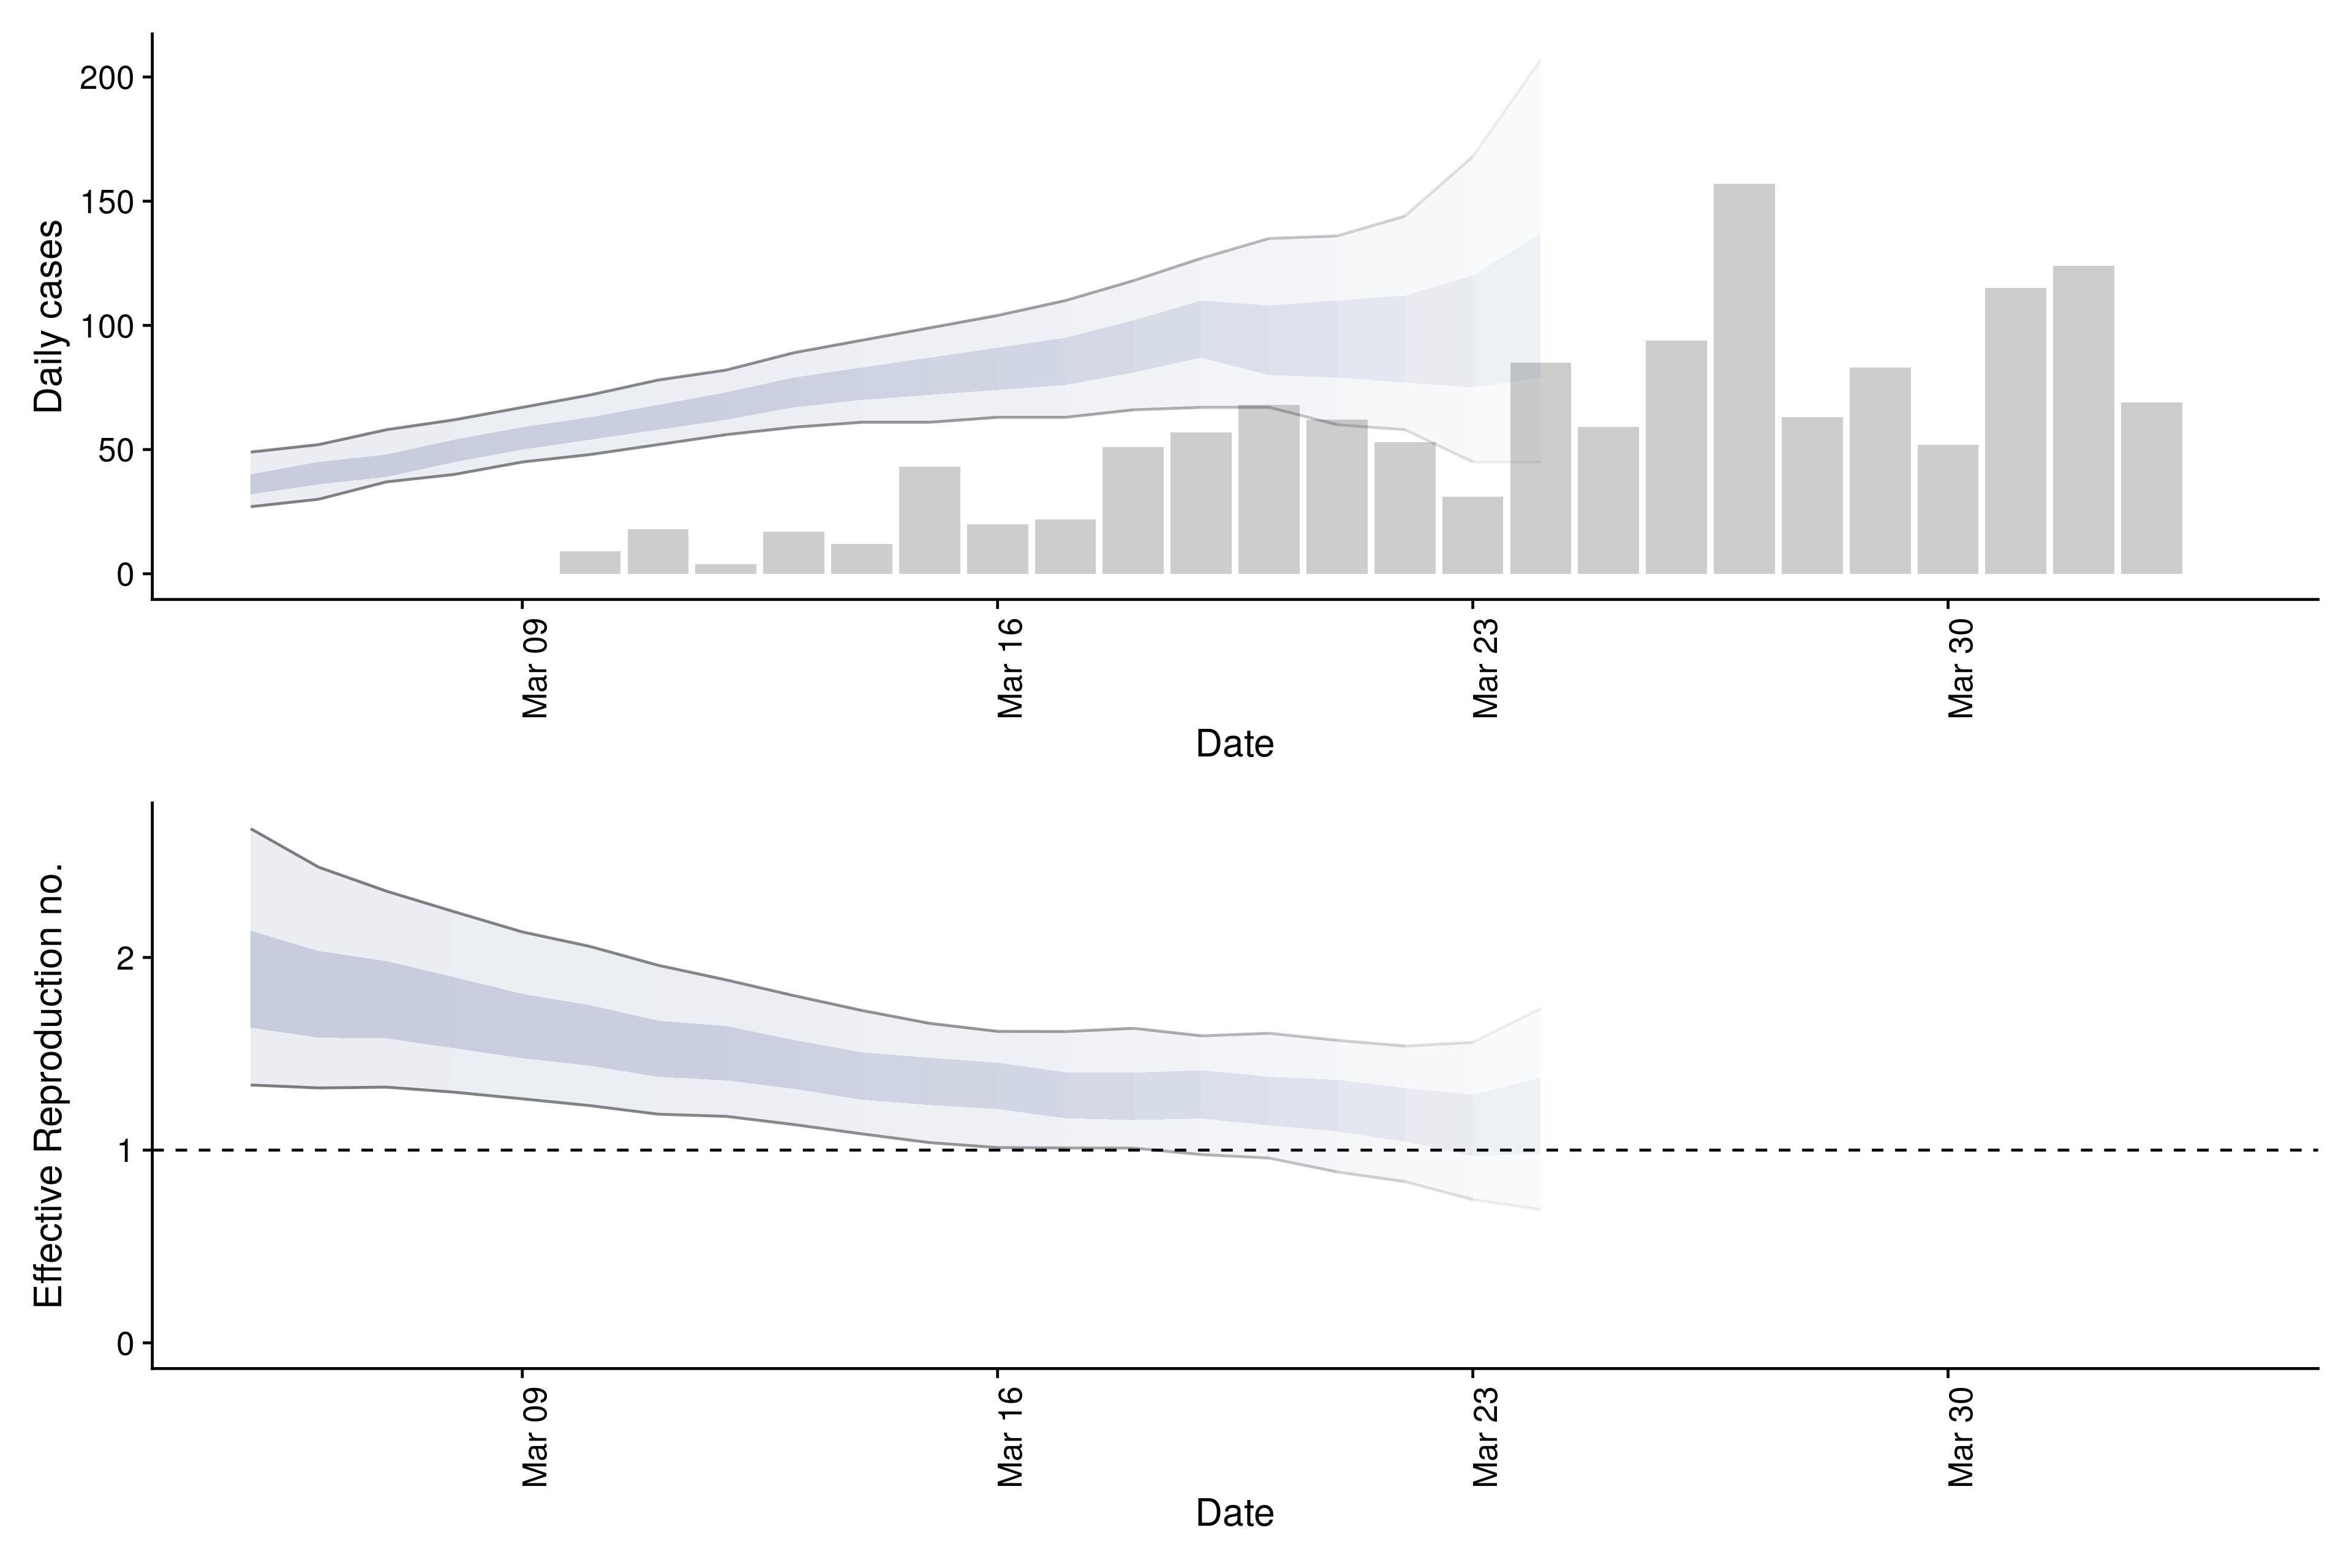 Daily cases
200
150
100
50
0
Mar 09
Mar 16
Mar 23
Mar 30
Date
Effective Reproduction no.
2
1
0
Mar 09
Mar 16
Mar 23
Mar 30
Date